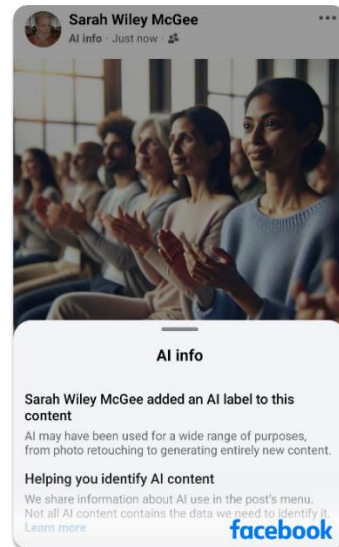 Sarah Wiley McGee
AI info · Just now ·
AI info
Sarah Wiley McGee added an AI label to this
content
AI may have been used for a wide range of purposes,
from photo retouching to generating entirely new content.
Helping you identify AI content
We share information about AI use in the post's menu.
Not all AI content contains the data we need to identify it.
Learn more
facebook